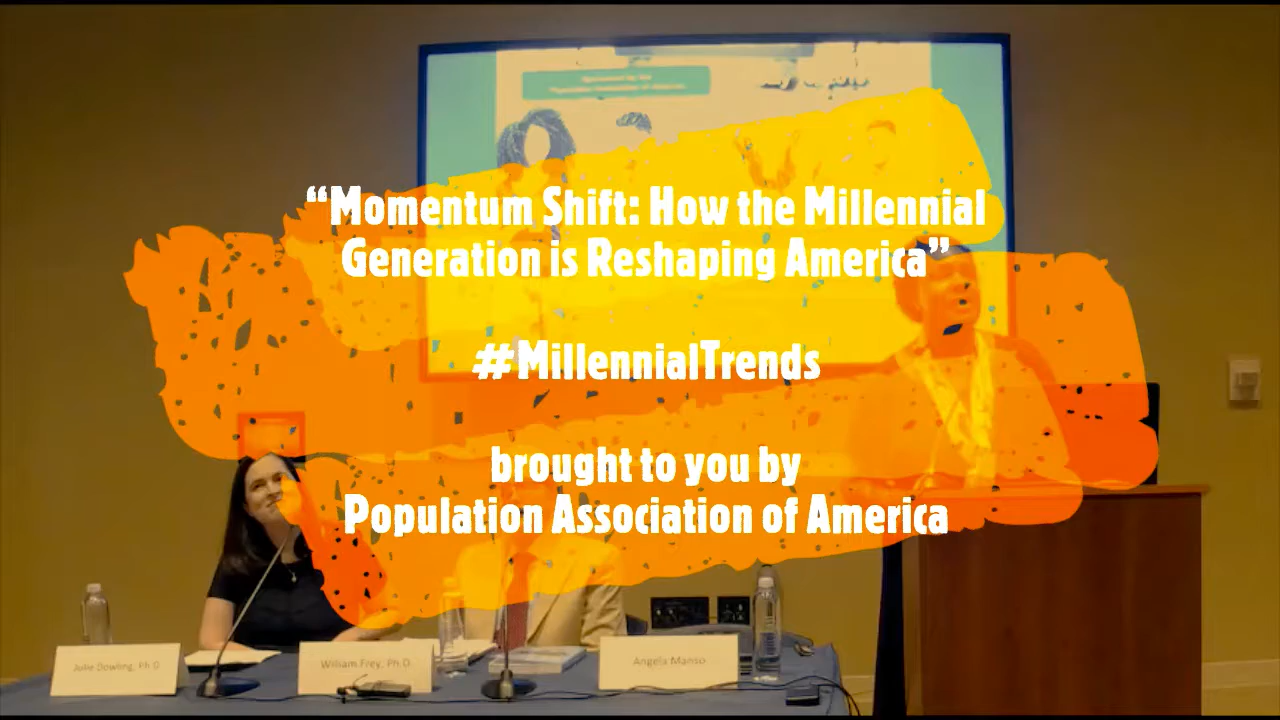 “Momentum Shift: How the Millennial
Generation is Reshaping America”
#MillennialTrends
brought to you by
Population Association of America
Julie Dowling, Ph.D.
William Frey, Ph.D.
Angela Manso